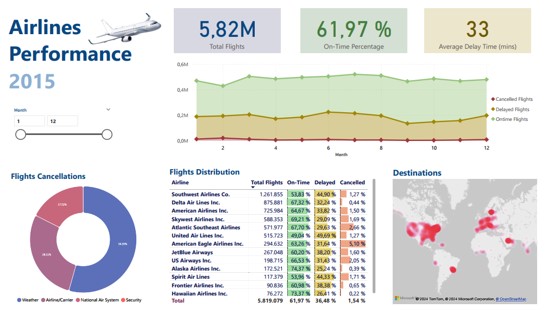 Airlines
Performance
2015
5,82M
Total Flights
61,97 %
On-Time Percentage
33
Average Delay Time (mins)
Month
1 12
0,6M
0,4M
0,2M
0,0M
2 4 6 8 10 12
Month
Cancelled Flights
Delayed Flights
Ontime Flights
Flights Cancellations
Weather Airline/Carrier National Air System Security
Flights Distribution
Airline Total Flights On-Time Delayed Cancelled
Southwest Airlines Co. 1.261.855 53,83 % 44,90 % 1,27 %
Delta Air Lines Inc. 875.881 67,32 % 32,24 % 0,44 %
American Airlines Inc. 725.984 64,67 % 33,82 % 1,50 %
Skywest Airlines Inc. 588.353 69,21 % 29,09 % 1,69 %
Atlantic Southeast Airlines 571.977 67,70 % 29,63 % 2,66 %
United Air Lines Inc. 515.723 49,04 % 49,69 % 1,27 %
American Eagle Airlines Inc. 294.632 63,26 % 31,64 % 5,10 %
JetBlue Airways 267.048 60,20 % 38,20 % 1,60 %
US Airways Inc. 198.715 66,53 % 31,43 % 2,05 %
Alaska Airlines Inc. 172.521 74,37 % 25,24 % 0,39 %
Spirit Air Lines 117.379 53,96 % 44,33 % 1,71 %
Frontier Airlines Inc. 90.836 60,98 % 38,38 % 0,65 %
Hawaiian Airlines Inc. 76.272 73,37 % 26,41 % 0,22 %
Total 5.819.079 61,97 % 36,48 % 1,54 %
Destinations
© 2024 TomTom, © 2024 Microsoft Corporation, © OpenStreetMap